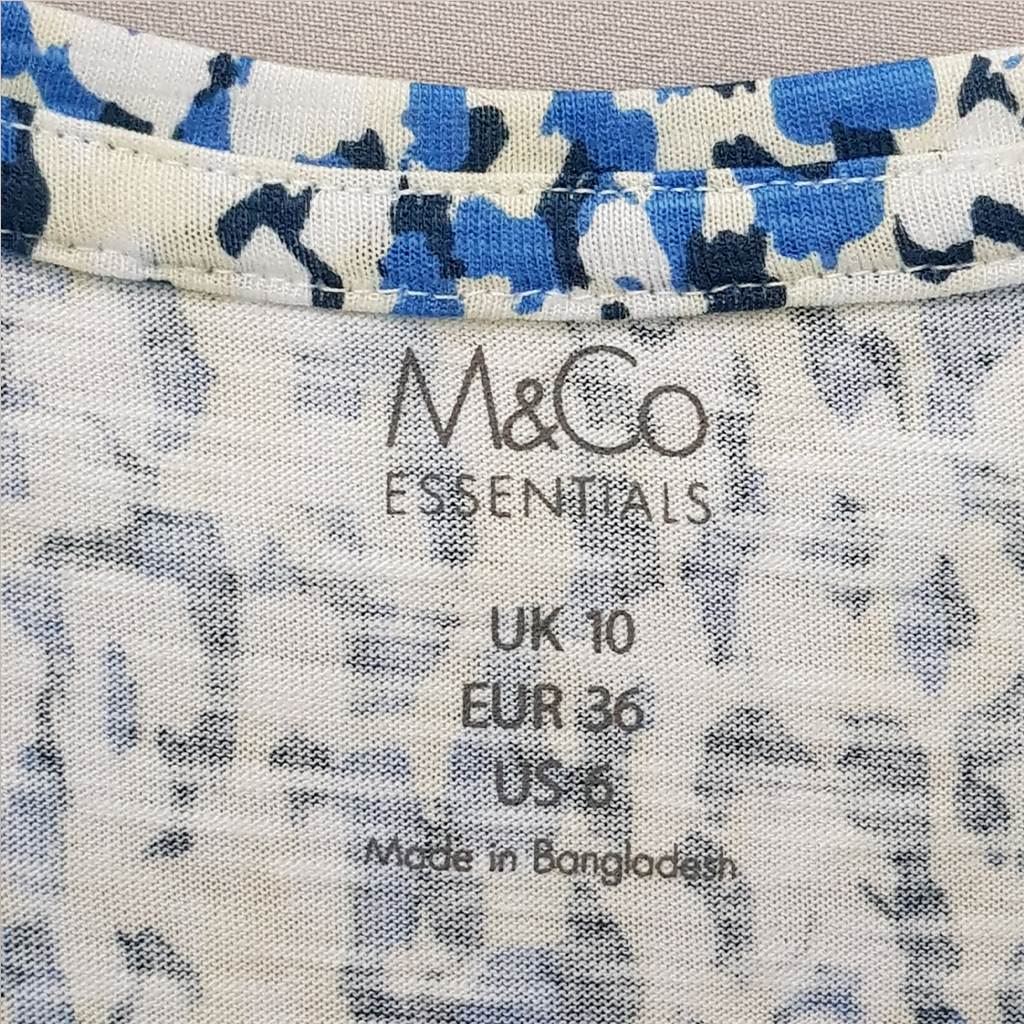 M&Co
ESSENTIALS
UK 10
EUR 36
US 6
Made in Bangladesh